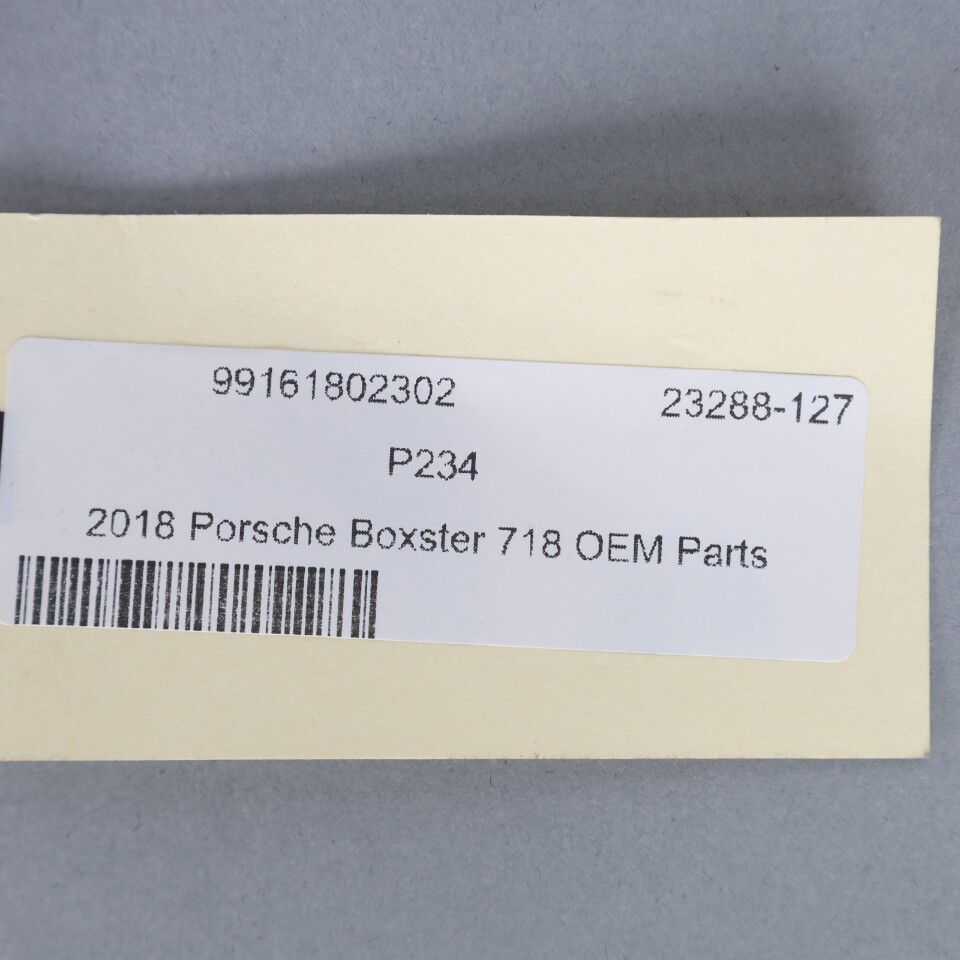 99161802302 23288-127
P234
2018 Porsche Boxster 718 OEM Parts